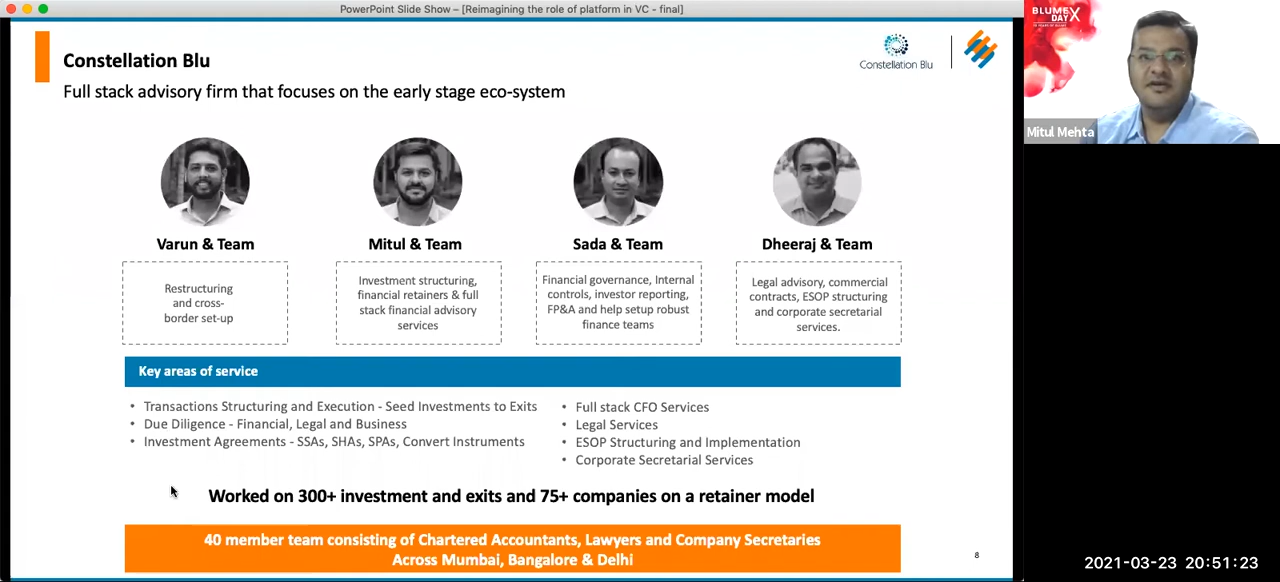 PowerPoint Slide Show – [Reimagining the role of platform in VC - final]
Constellation Blu
Full stack advisory firm that focuses on the early stage eco-system
Constellation Blu
Varun & Team
Restructuring
and cross-
border set-up
Mitul & Team
Investment structuring,
financial retainers & full
stack financial advisory
services
Sada & Team
Financial governance, Internal
controls, investor reporting,
FP&A and help setup robust
finance teams
Dheeraj & Team
Legal advisory, commercial
contracts, ESOP structuring
and corporate secretarial
services.
Key areas of service
• Transactions Structuring and Execution - Seed Investments to Exits
• Due Diligence - Financial, Legal and Business
• Investment Agreements - SSAs, SHAs, SPAs, Convert Instruments
• Full stack CFO Services
• Legal Services
• ESOP Structuring and Implementation
• Corporate Secretarial Services
Worked on 300+ investment and exits and 75+ companies on a retainer model
40 member team consisting of Chartered Accountants, Lawyers and Company Secretaries
Across Mumbai, Bangalore & Delhi
8
BLUME
DAY X
Mitul Mehta
2021-03-23 20:51:23